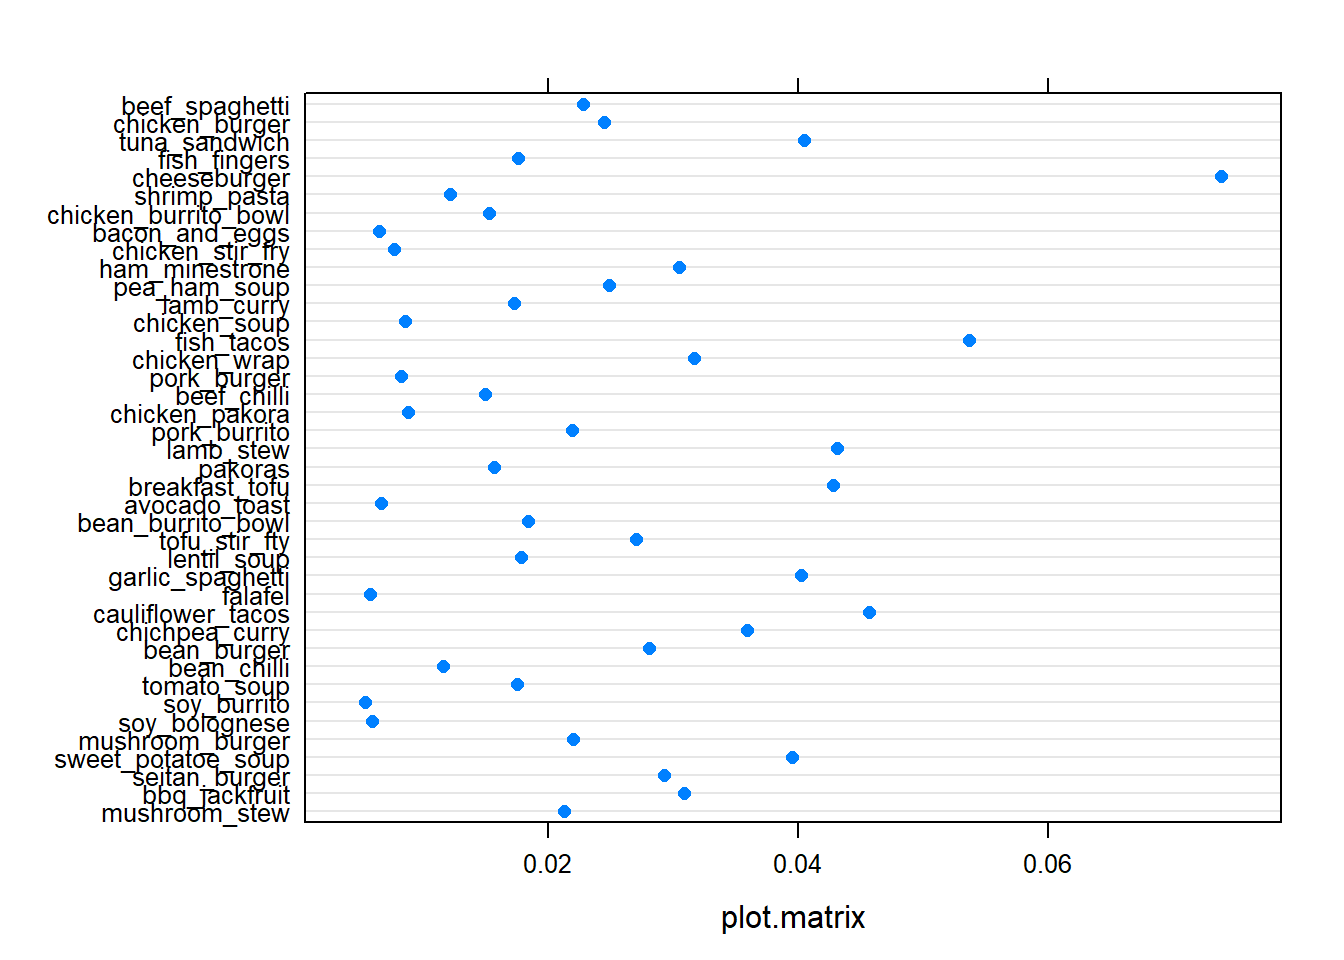 beef_spaghetti
chicken_burger
tuna_sandwich
fish_fingers
cheeseburger
shrimp_pasta
chicken_burrito_bowl
bacon_and_eggs
chicken_stir_fry
ham_minestrone
pea_ham_soup
lamb_curry
chicken_soup
fish_tacos
chicken_wrap
pork_burger
beef_chilli
chicken_pakora
pork_burrito
lamb_stew
pakoras
breakfast_tofu
avocado_toast
bean_burrito_bowl
tofu_stir_fty
lentil_soup
garlic_spaghetti
falafel
cauliflower_tacos
chichpea_curry
bean_burger
bean_chilli
tomato_soup
soy_burrito
soy_bolognese
mushroom_burger
sweet_potatoe_soup
seitan_burger
bbq_jackfruit
mushroom_stew
0.02 0.04 0.06
plot.matrix